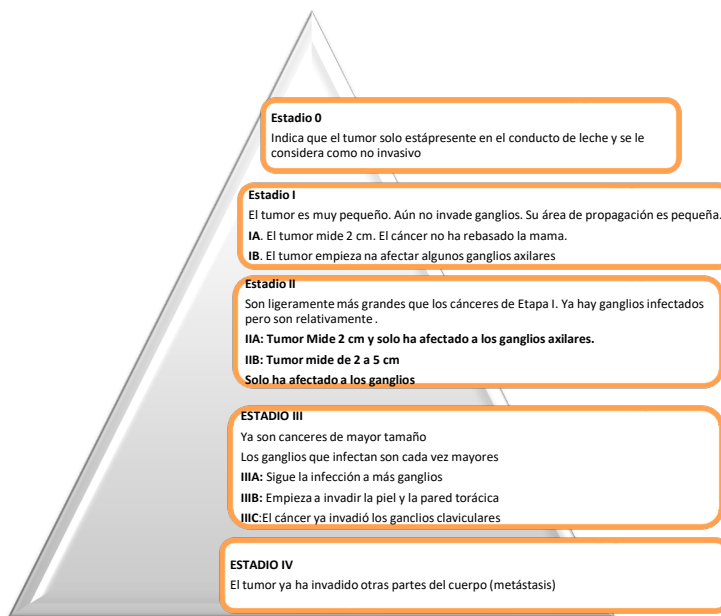 Estadio 0
Indica que el tumor solo estápresente en el conducto de leche y se le
considera como no invasivo
Estadio I
El tumor es muy pequeño. Aún no invade ganglios. Su área de propagación es pequeña.
IA. El tumor mide 2 cm. El cáncer no ha rebasado la mama.
IB. El tumor empieza na afectar algunos ganglios axilares
Estadio II
Son ligeramente más grandes que los cánceres de Etapa I. Ya hay ganglios infectados
pero son relativamente .
IIA: Tumor Mide 2 cm y solo ha afectado a los ganglios axilares.
IIB: Tumor mide de 2 a 5 cm
Solo ha afectado a los ganglios
ESTADIO III
Ya son canceres de mayor tamaño
Los ganglios que infectan son cada vez mayores
IIIA: Sigue la infección a más ganglios
IIIB: Empieza a invadir la piel y la pared torácica
IIIC:El cáncer ya invadió los ganclios claviculares
ESTADIO IV
El tumor ya ha invadido otras partes del cuerpo (metástasis)